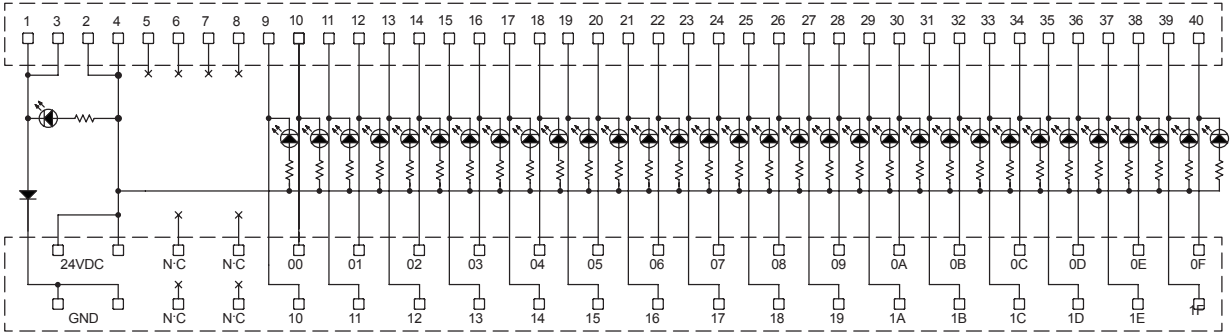 1 3 2 4 5 6 7 8 9 10 11 12 13 14 15 16 17 18 19 20 21 22 23 24 25 26 27 28 29 30 31 32 33 34 35 36 37 38 39 40
24VDC N·C N·C 00 01 02 03 04 05 06 07 08 09 0A 0B 0C 0D 0E 0F
GND N·C N·C 10 11 12 13 14 15 16 17 18 19 1A 1B 1C 1D 1E 1F